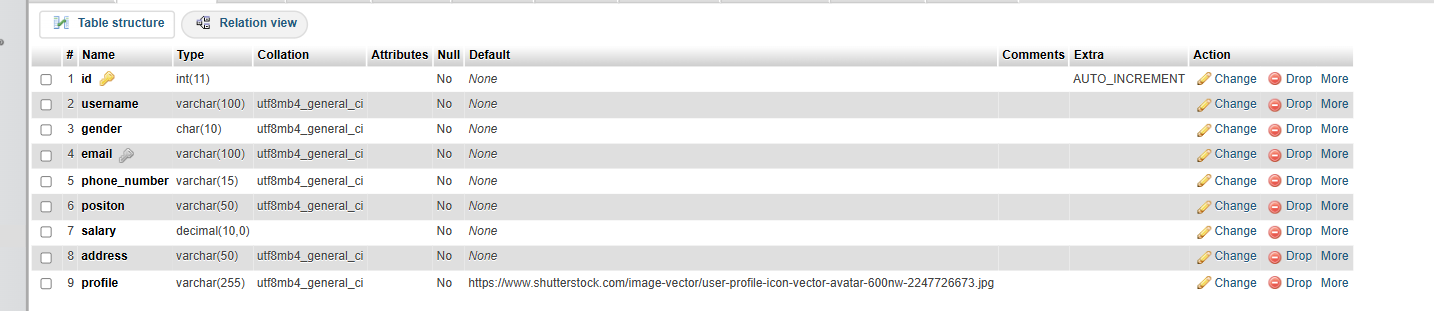 Table structure Relation view
# Name Type Collation Attributes Null Default Comments Extra Action
1 id int(11) No None AUTO_INCREMENT Change Drop More
2 username varchar(100) utf8mb4_general_ci No None Change Drop More
3 gender char(10) utf8mb4_general_ci No None Change Drop More
4 email varchar(100) utf8mb4_general_ci No None Change Drop More
5 phone_number varchar(15) utf8mb4_general_ci No None Change Drop More
6 positon varchar(50) utf8mb4_general_ci No None Change Drop More
7 salary decimal(10,0) No None Change Drop More
8 address varchar(50) utf8mb4_general_ci No None Change Drop More
9 profile varchar(255) utf8mb4_general_ci No https://www.shutterstock.com/image-vector/user-profile-icon-vector-avatar-600nw-2247726673.jpg Change Drop More